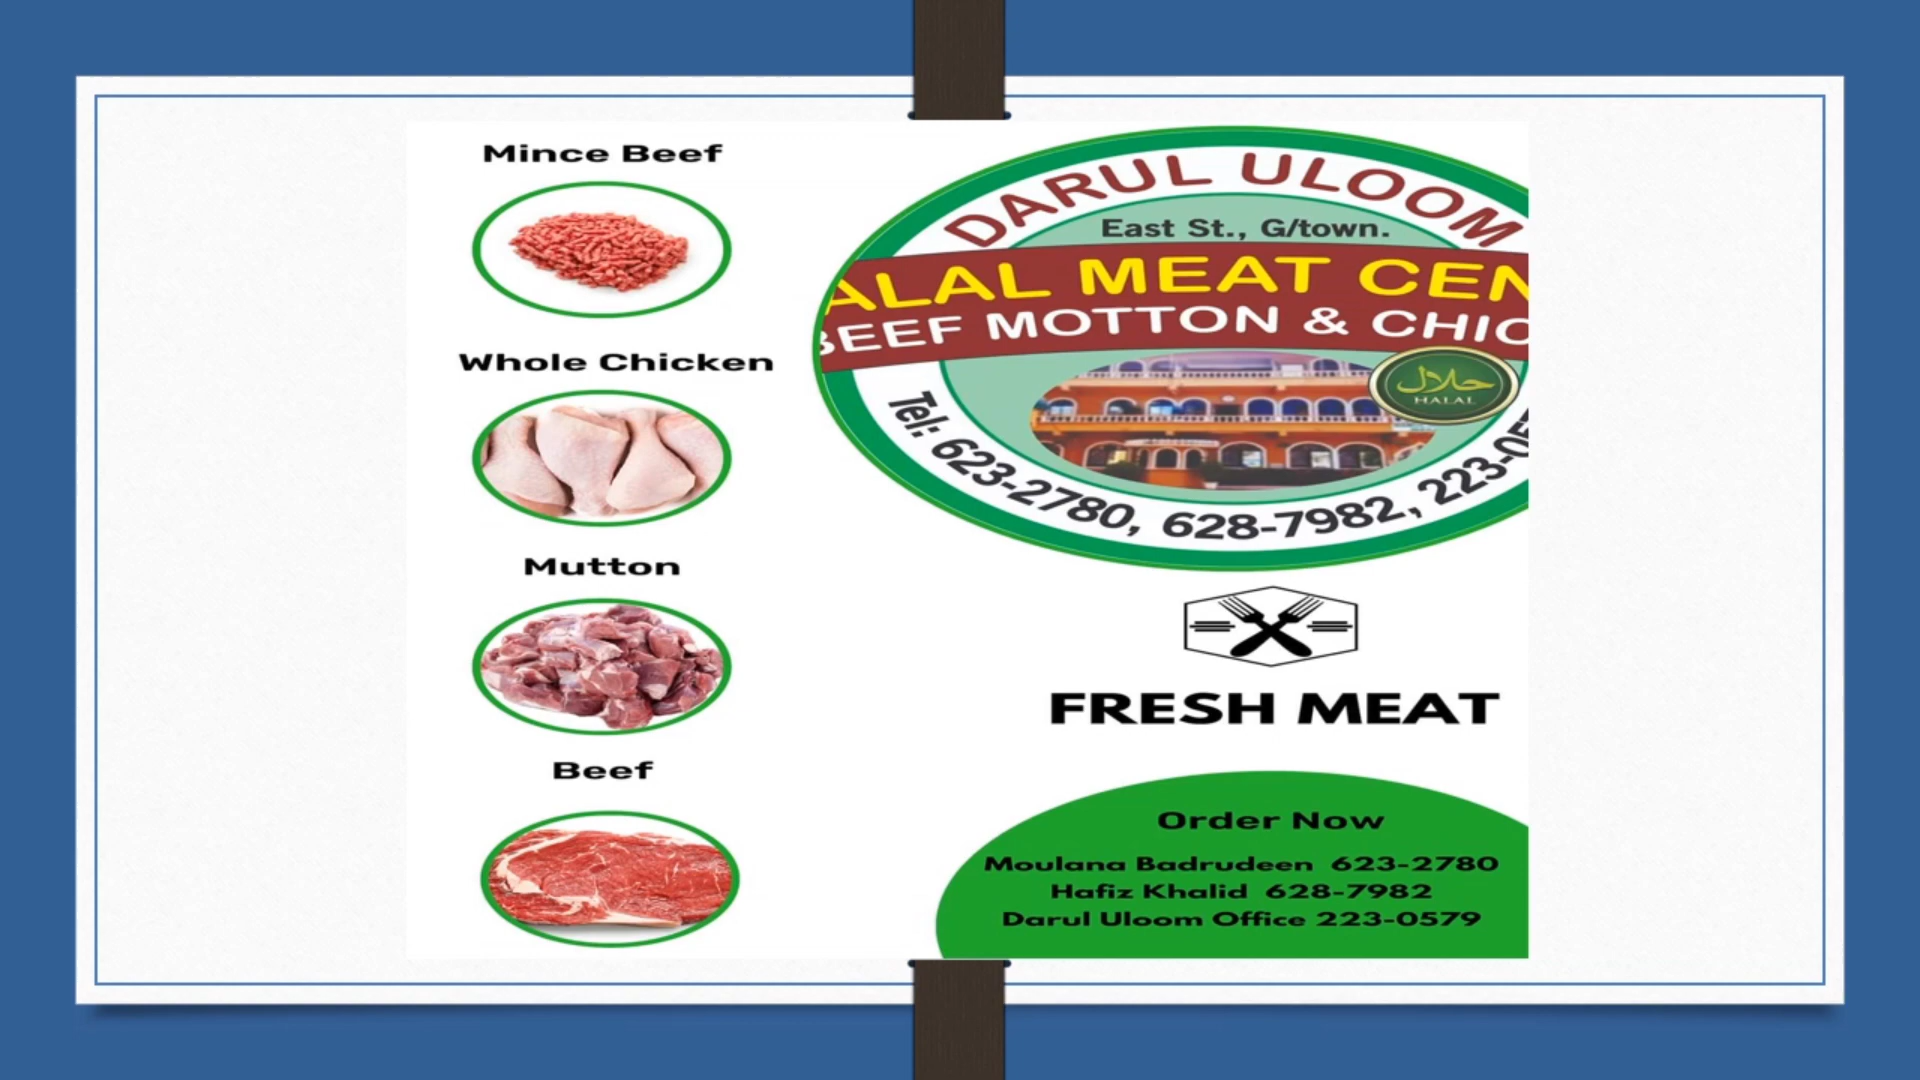 Mince Beef
Whole Chicken
Mutton
Beef
DARUL ULOOM
East St., G/town.
ALAL MEAT CEN
BEEF MOTTON & CHIC
حلال
HALAL
Tel: 623-2780, 628-7982, 223-05
FRESH MEAT
Order Now
Moulana Badrudeen 623-2780
Hafiz Khalid 628-7982
Darul Uloom Office 223-0579